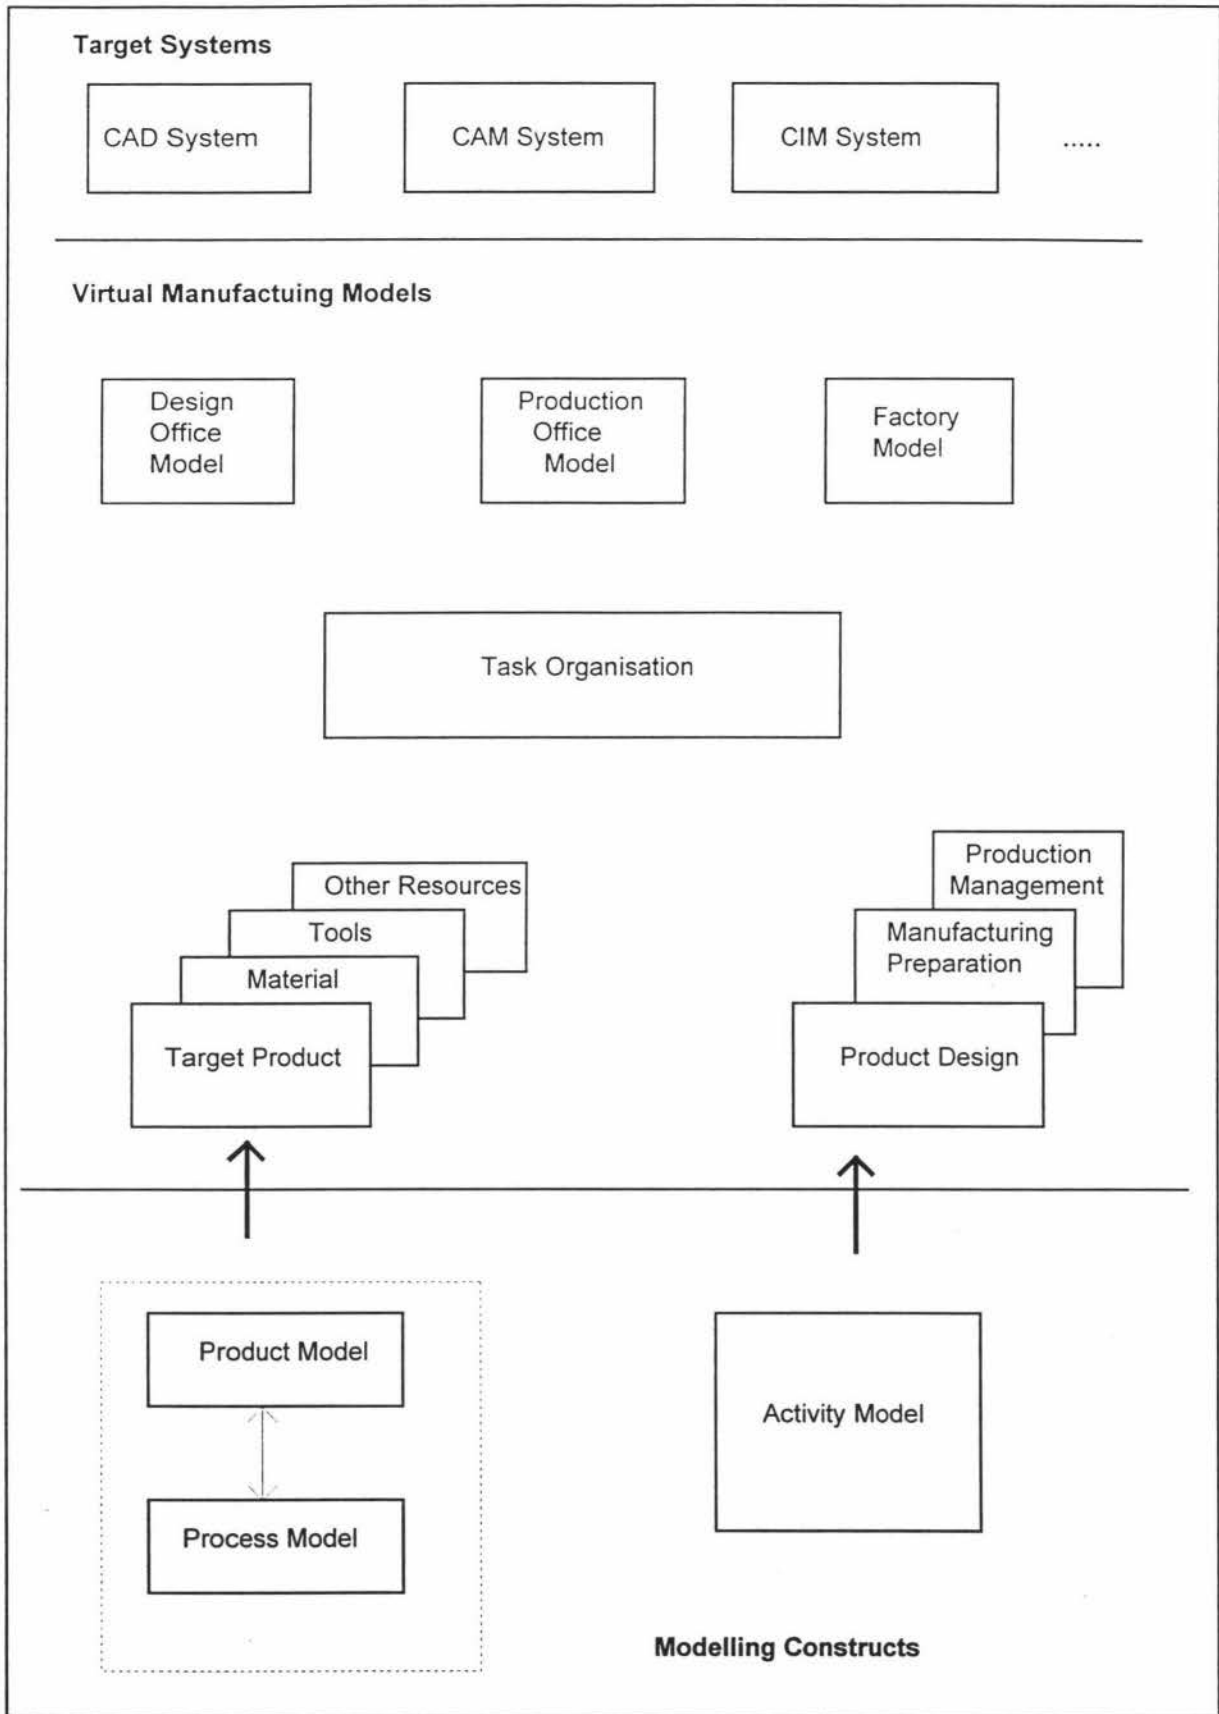 Target Systems
CAD System
CAM System
CIM System
.....
Virtual Manufactuing Models
Design
Office
Model
Production
Office
Model
Factory
Model
Task Organisation
Other Resources
Tools
Material
Target Product
Production
Management
Manufacturing
Preparation
Product Design
Product Model
Process Model
Activity Model
Modelling Constructs